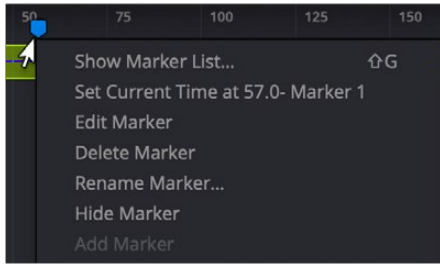 50 75 100 125 150
Show Marker List... ⇧G
Set Current Time at 57.0- Marker 1
Edit Marker
Delete Marker
Rename Marker...
Hide Marker
Add Marker